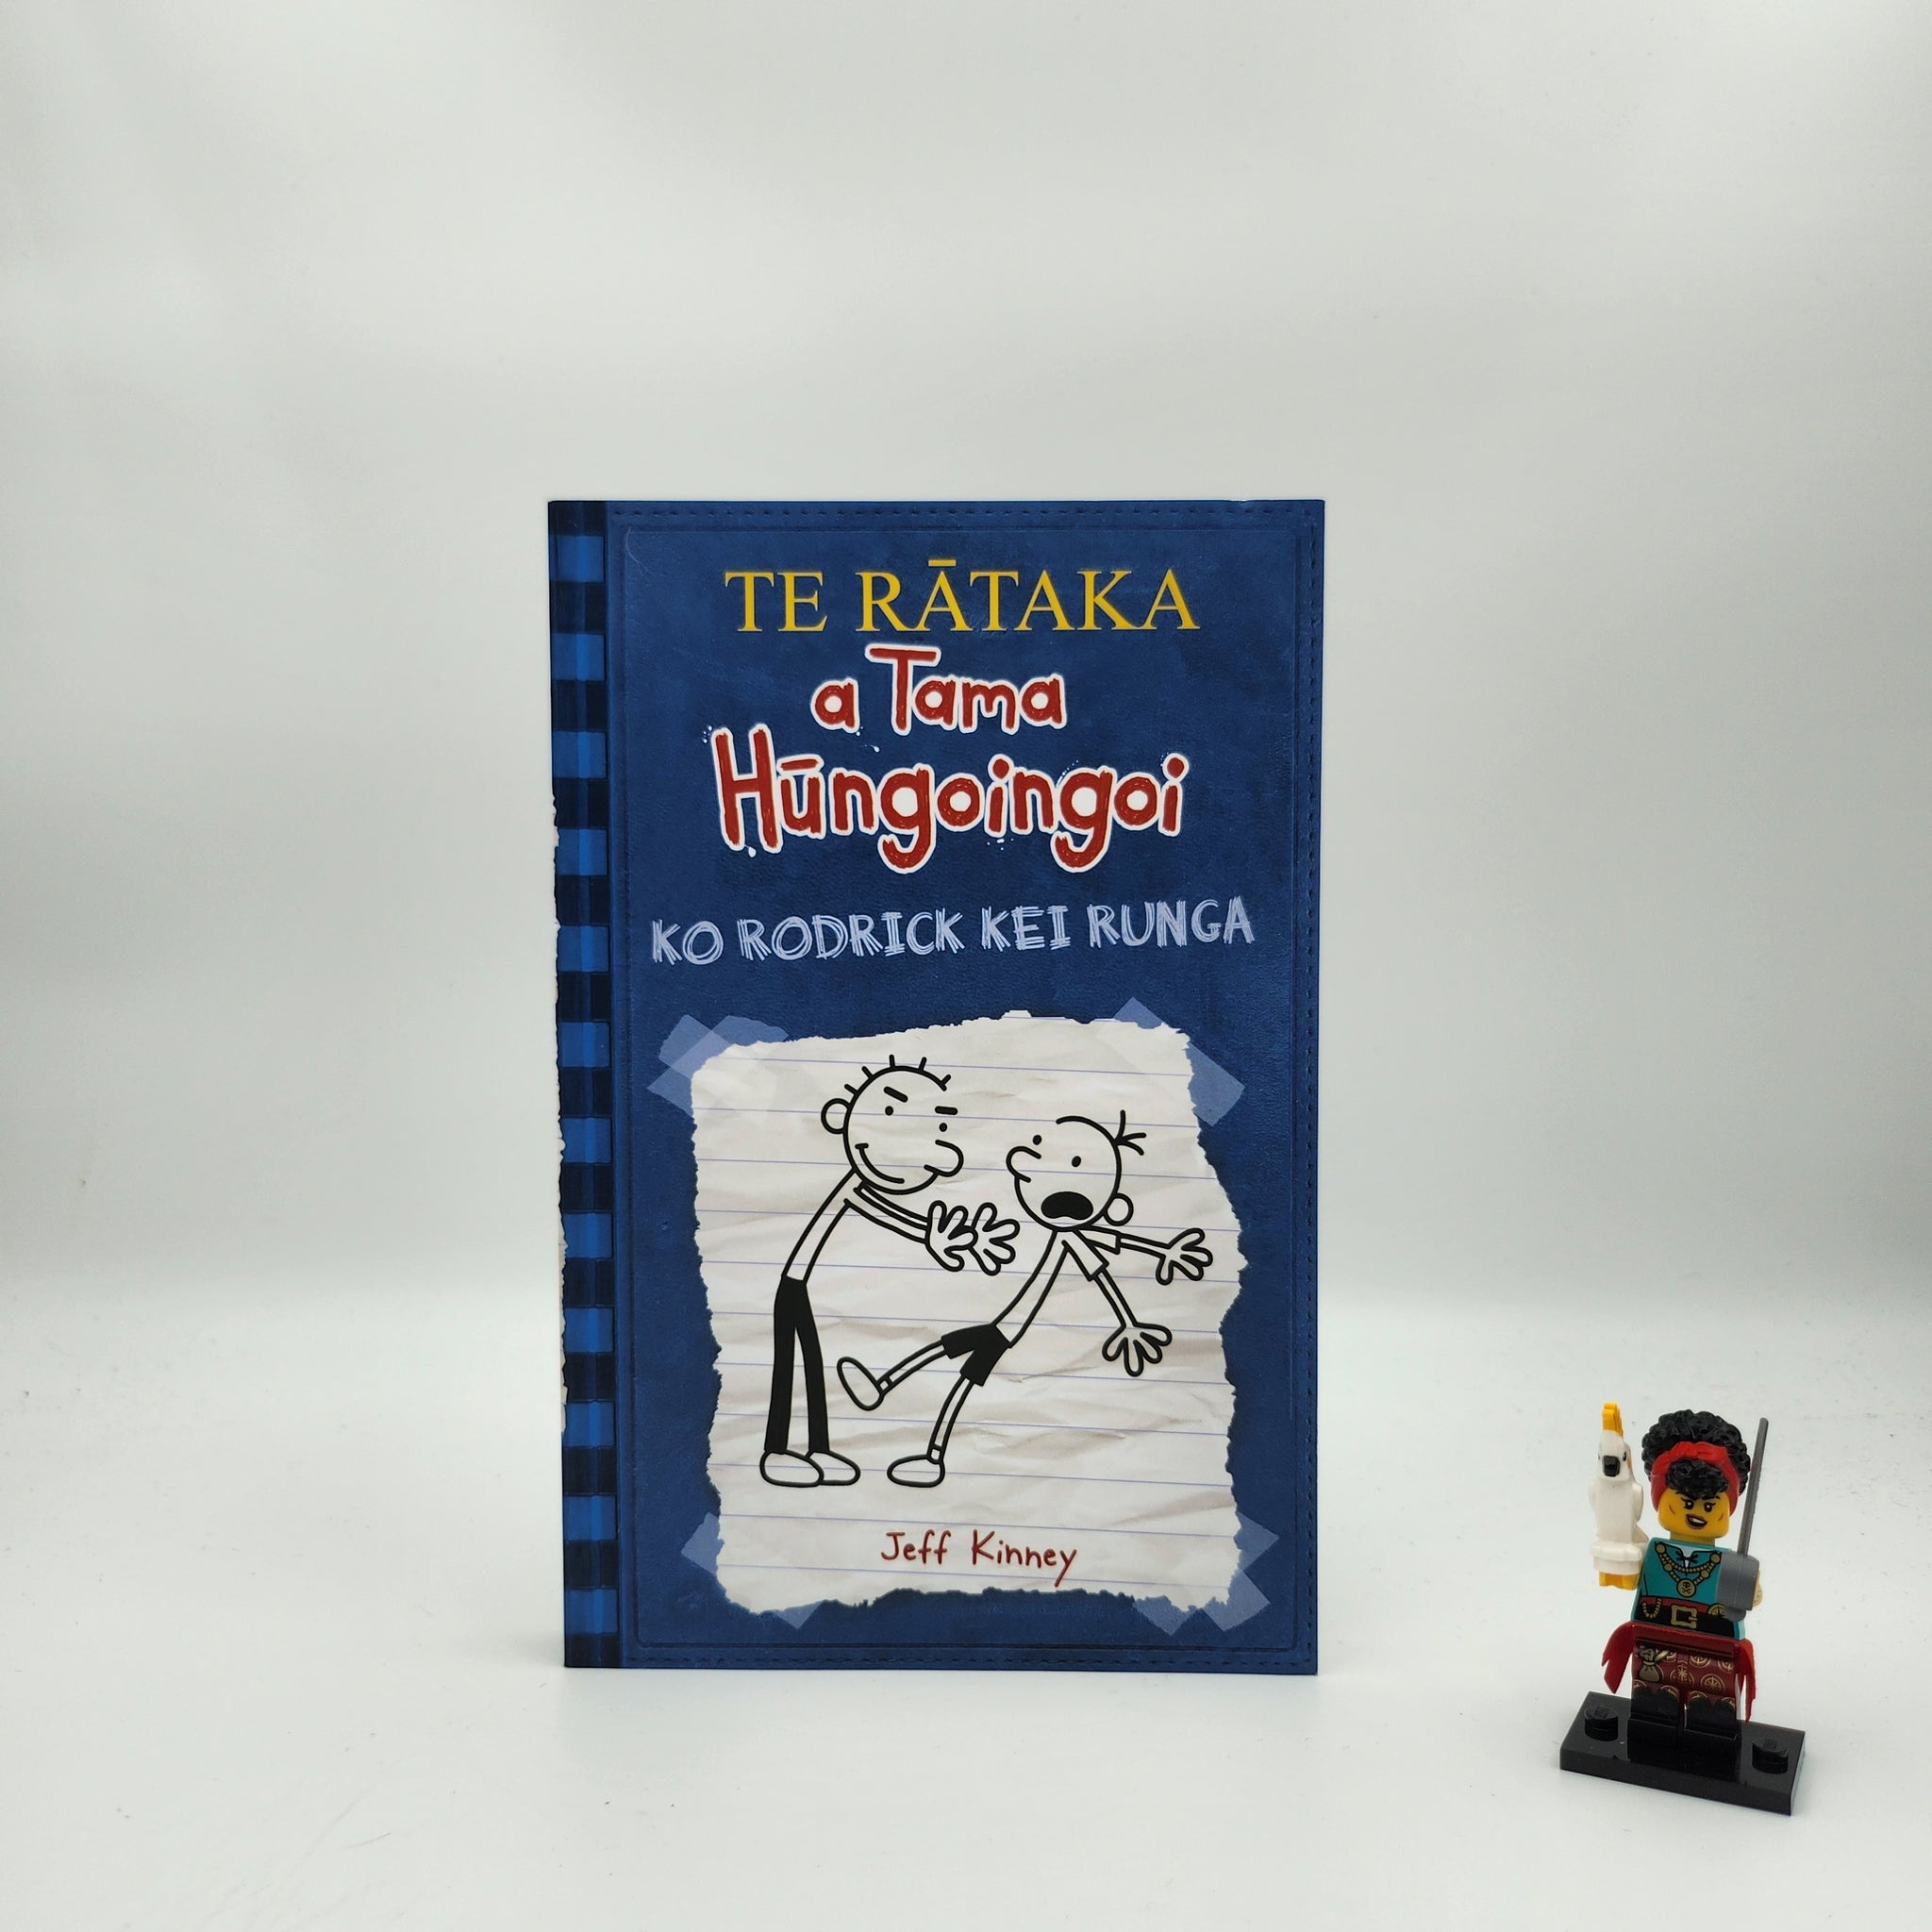 TE RĀTAKA
a Tama
Hūngoingoi
KO RODRICK KEI RUNGA
Jeff Kinney